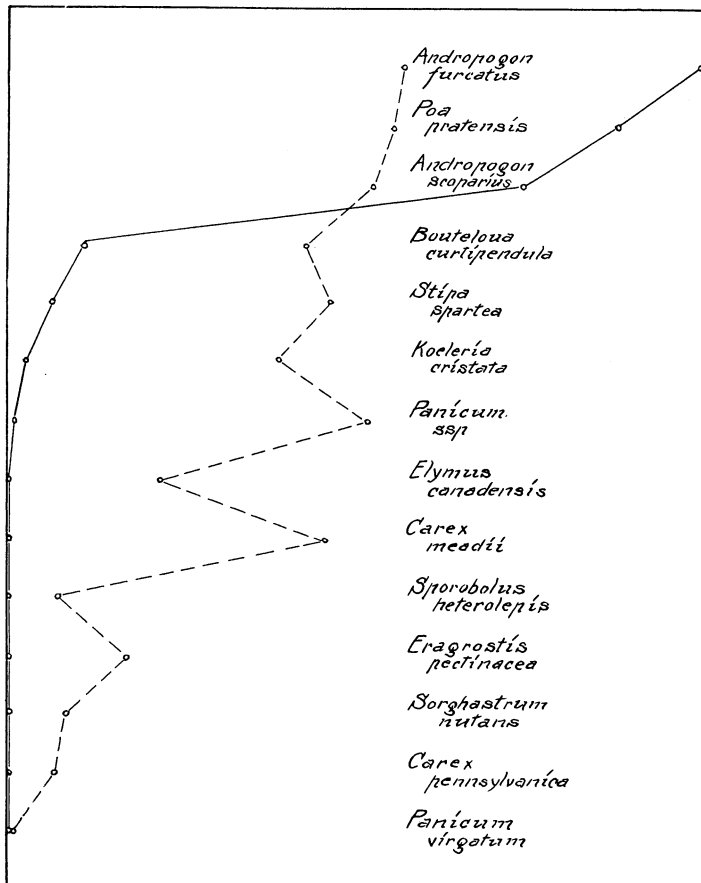 Andropogon
furcatus
Poa
pratensis
Andropogon
scoparius
Bouteloua
curtipendula
Stipa
spartea
Koeleria
cristata
Panicum.
ssp
Elymus
canadensis
Carex
meadii
Sporobolus
heterolepis
Eragrostis
pectinacea
Sorghastrum
nutans
Carex
pennsylvanica
Panicum
virgatum